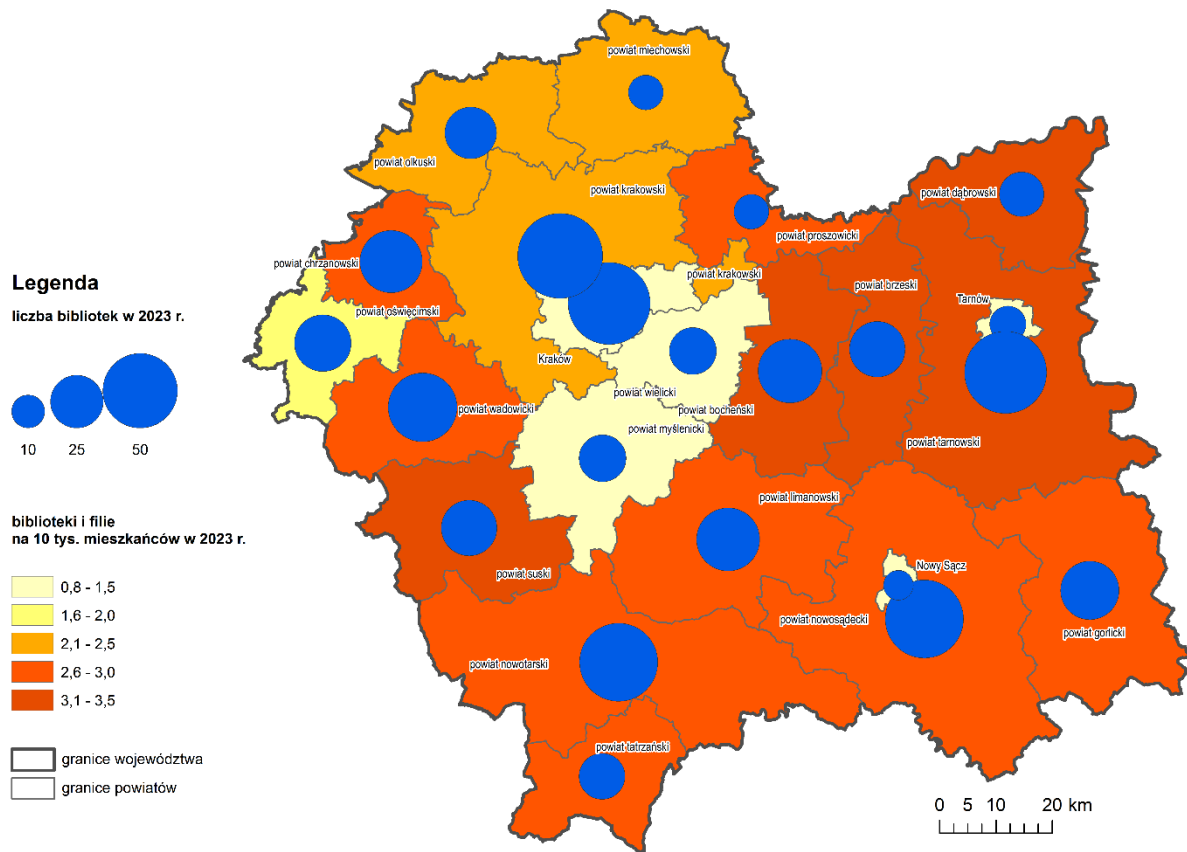 powiat miechowski
powiat olkuski
powiat krakowski
powiat dąbrowski
powiat proszowicki
powiat chrzanowski
powiat krakowski
powiat brzeski
Tarnów
powiat oświęcimski
Kraków
powiat wielicki
powiat wadowicki
powiat bocheński
powiat myślenicki
powiat tarnowski
powiat limanowski
Nowy Sącz
powiat suski
powiat nowosądecki
powiat gorlicki
powiat nowotarski
powiat tatrzański
Legenda
liczba bibliotek w 2023 r.
10 25 50
biblioteki i filie
na 10 tys. mieszkańców w 2023 r.
0,8 - 1,5
1,6 - 2,0
2,1 - 2,5
2,6 - 3,0
3,1 - 3,5
granice województwa
granice powiatów
0 5 10 20 km